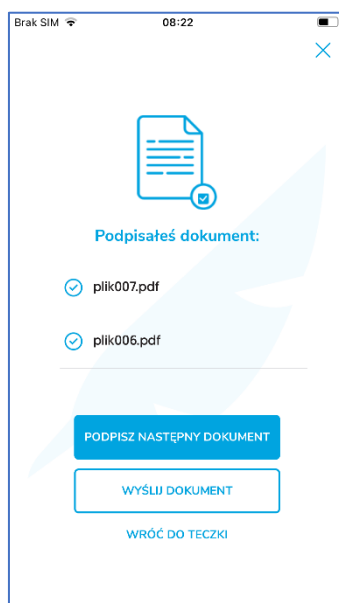 Brak SIM 08:22
Podpisałeś dokument:
plik007.pdf
plik006.pdf
PODPISZ NASTĘPNY DOKUMENT
WYŚLIJ DOKUMENT
WRÓĆ DO TECZKI